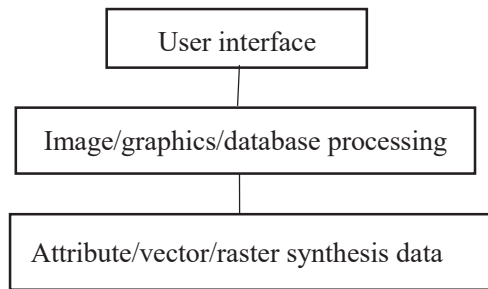 User interface
Image/graphics/database processing
Attribute/vector/raster synthesis data